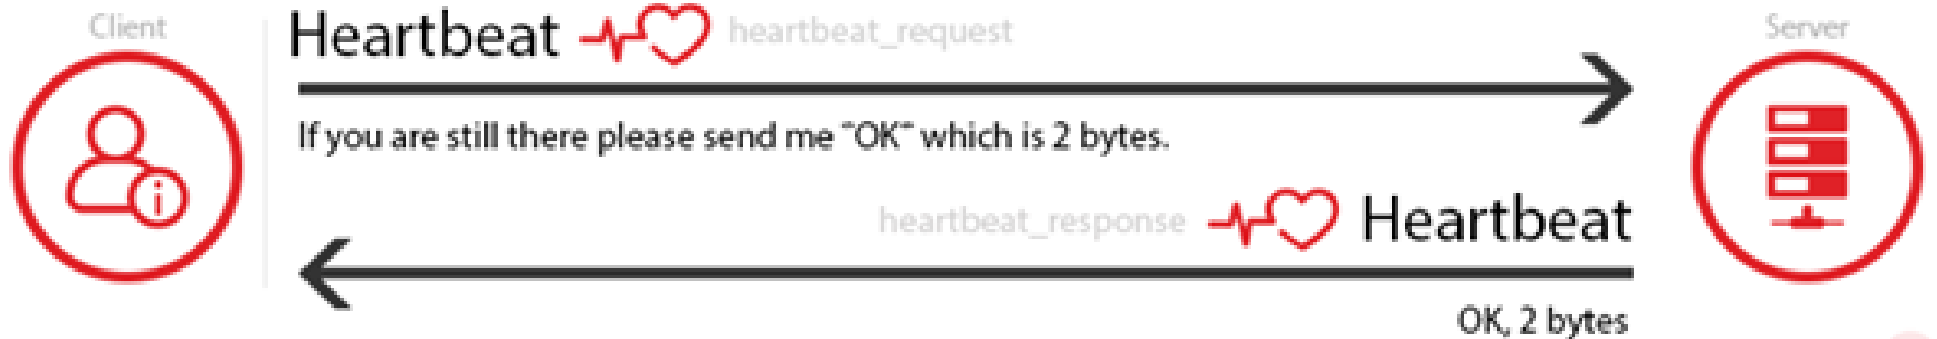 Client
Heartbeat heartbeat_request
Server
If you are still there please send me "OK" which is 2 bytes.
heartbeat_response Heartbeat
OK, 2 bytes